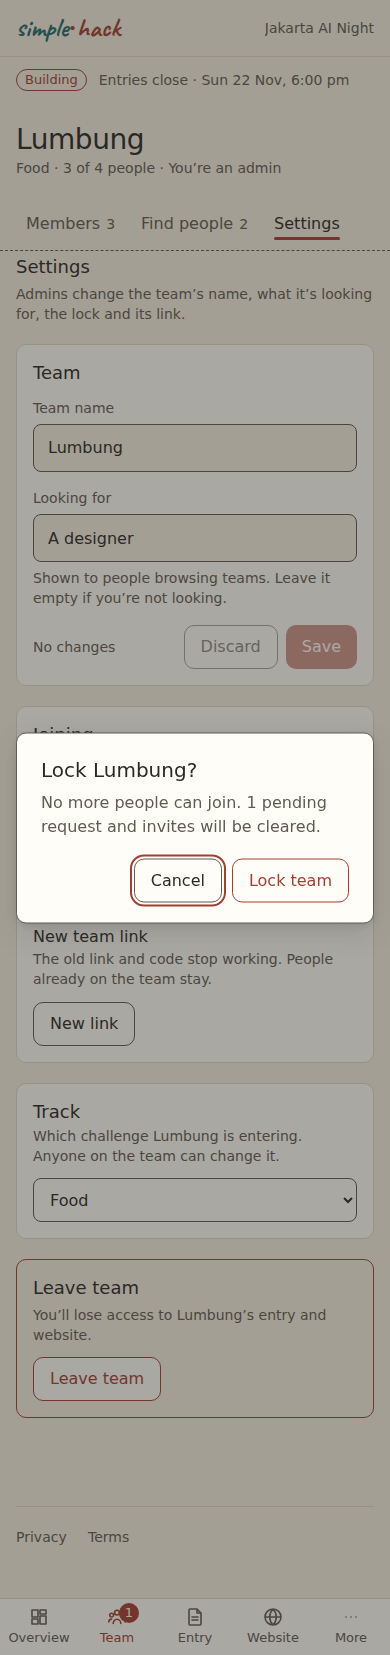 simple·hack
Jakarta AI Night
Building
Entries close · Sun 22 Nov, 6:00 pm
Lumbung
Food · 3 of 4 people · You’re an admin
Members 3
Find people 2
Settings
Settings
Admins change the team’s name, what it’s looking
for, the lock and its link.
Team
Team name
Lumbung
Looking for
A designer
Shown to people browsing teams. Leave it
empty if you’re not looking.
No changes
Discard
Save
Joining
Lock Lumbung?
No more people can join. 1 pending
request and invites will be cleared.
Cancel
Lock team
New team link
The old link and code stop working. People
already on the team stay.
New link
Track
Which challenge Lumbung is entering.
Anyone on the team can change it.
Food
Leave team
You’ll lose access to Lumbung’s entry and
website.
Leave team
Privacy
Terms
1
Overview
Team
Entry
Website
More